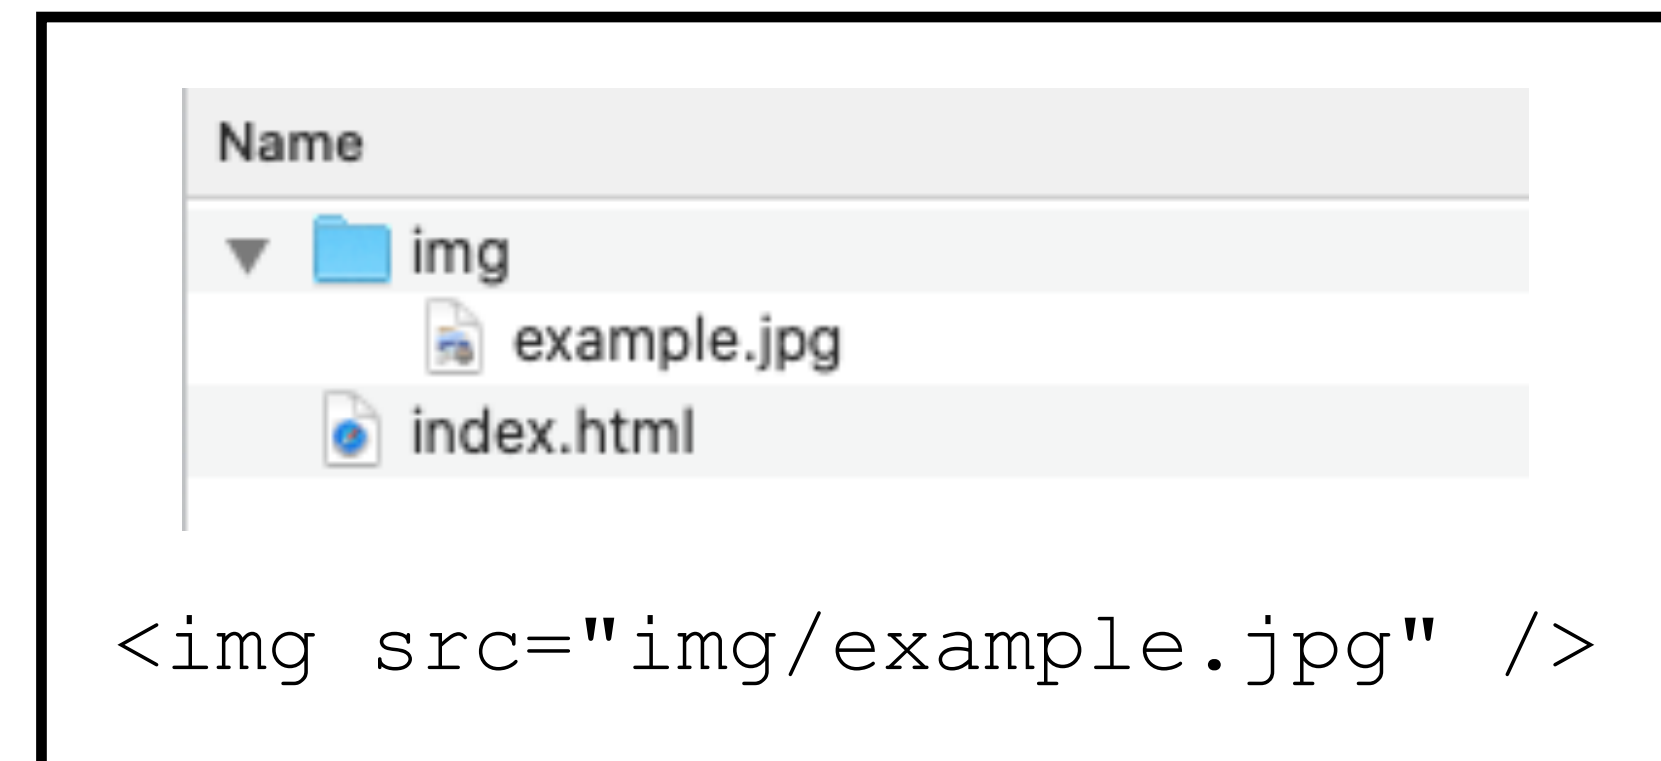 Name
img
example.jpg
index.html
<img src="img/example.jpg" />